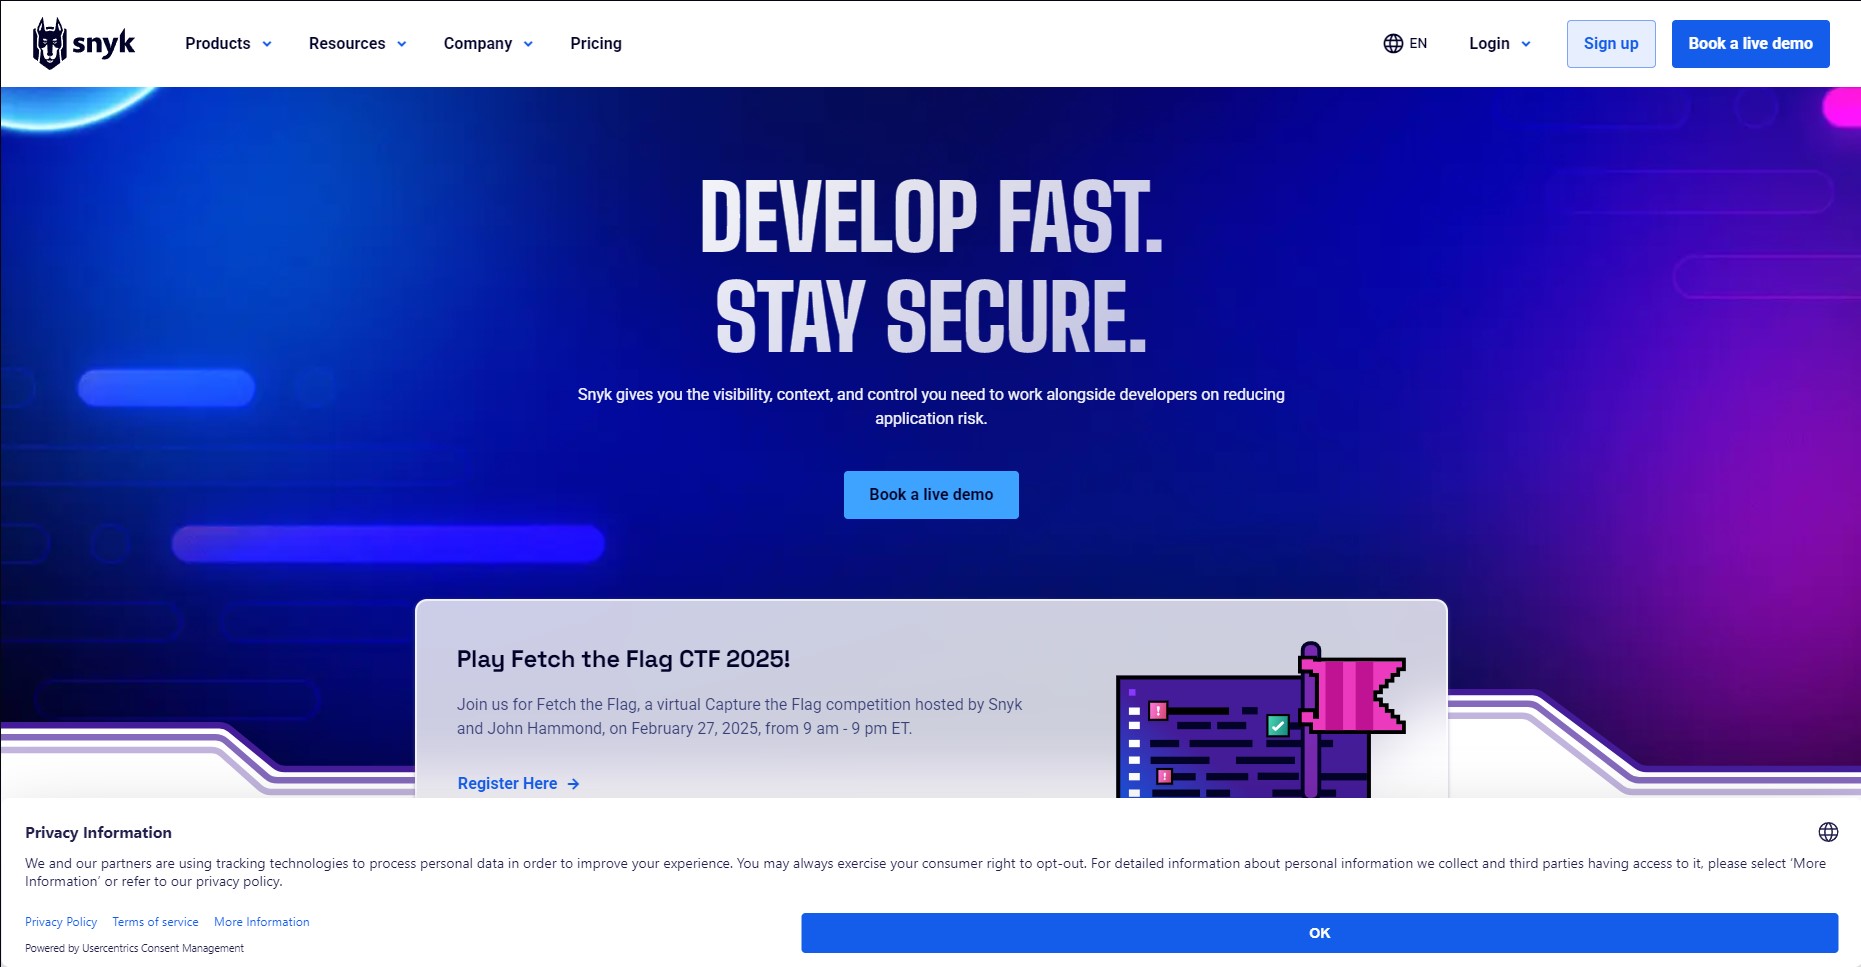 snyk
Products
Resources
Company
Pricing
EN
Login
Sign up
Book a live demo
DEVELOP FAST.
STAY SECURE.
Snyk gives you the visibility, context, and control you need to work alongside developers on reducing
application risk.
Book a live demo
Play Fetch the Flag CTF 2025!
Join us for Fetch the Flag, a virtual Capture the Flag competition hosted by Snyk
and John Hammond, on February 27, 2025, from 9 am - 9 pm ET.
Register Here →
Privacy Information
We and our partners are using tracking technologies to process personal data in order to improve your experience. You may always exercise your consumer right to opt-out. For detailed information about personal information we collect and third parties having access to it, please select ‘More
Information’ or refer to our privacy policy.
Privacy Policy
Terms of service
More Information
OK
Powered by Usercentrics Consent Management